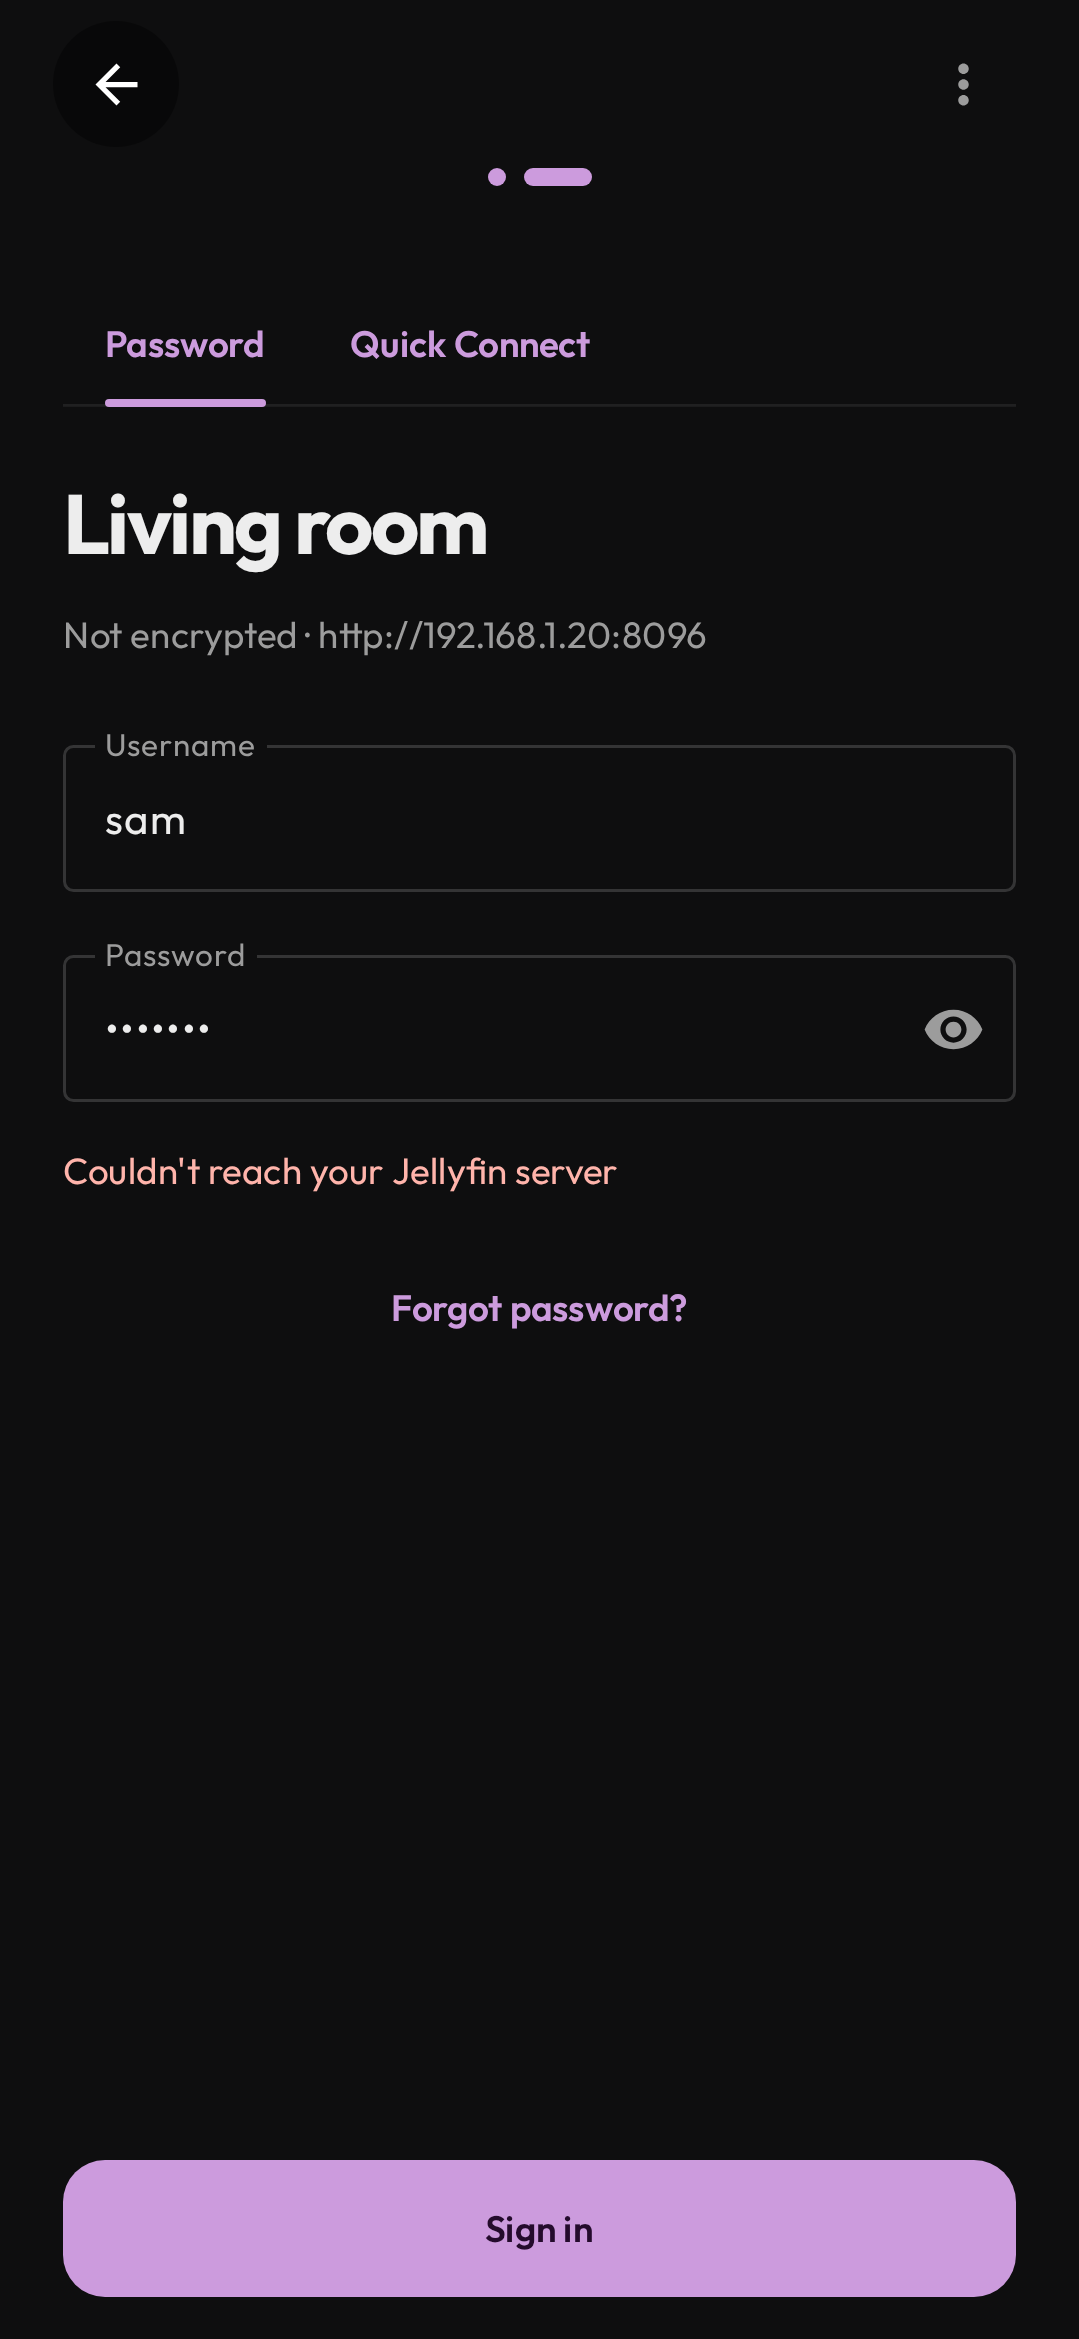 Password
Quick Connect
Living room
Not encrypted · http://192.168.1.20:8096
Username
sam
Password
•••••••
Couldn't reach your Jellyfin server
Forgot password?
Sign in